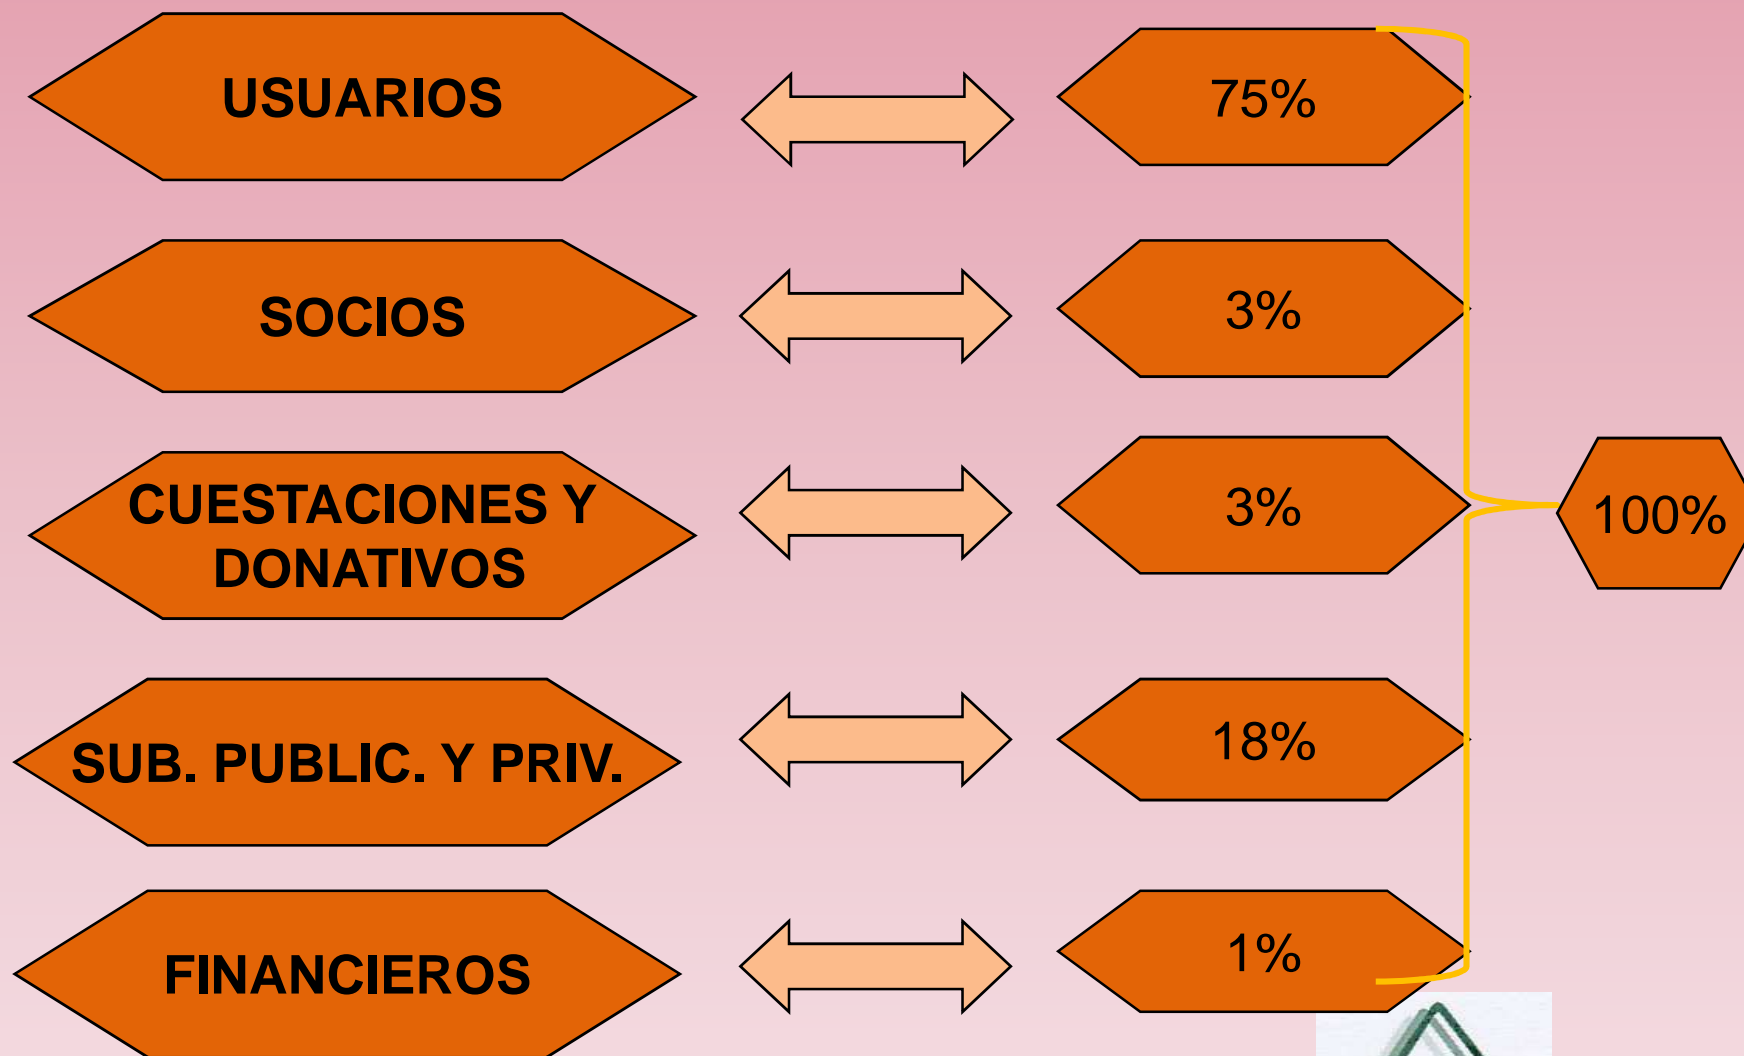 USUARIOS
75%
SOCIOS
3%
CUESTACIONES Y
DONATIVOS
3%
100%
SUB. PUBLIC. Y PRIV.
18%
FINANCIEROS
1%